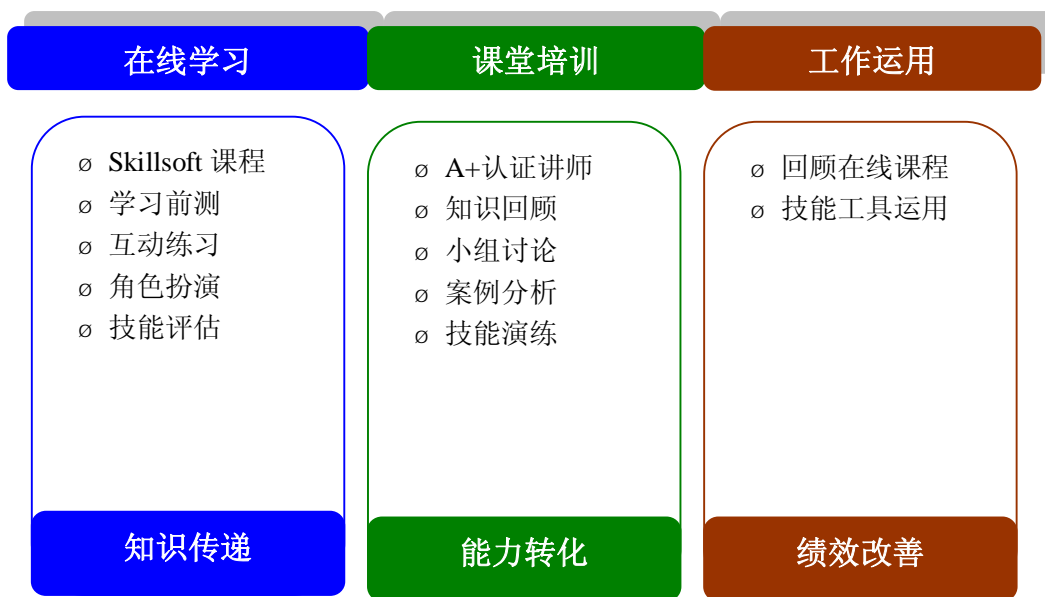 在线学习
课堂培训
工作运用
Ø Skillsoft 课程
Ø 学习前测
Ø 互动练习
Ø 角色扮演
Ø 技能评估
知识传递
Ø A+认证讲师
Ø 知识回顾
Ø 小组讨论
Ø 案例分析
Ø 技能演练
能力转化
Ø 回顾在线课程
Ø 技能工具运用
绩效改善